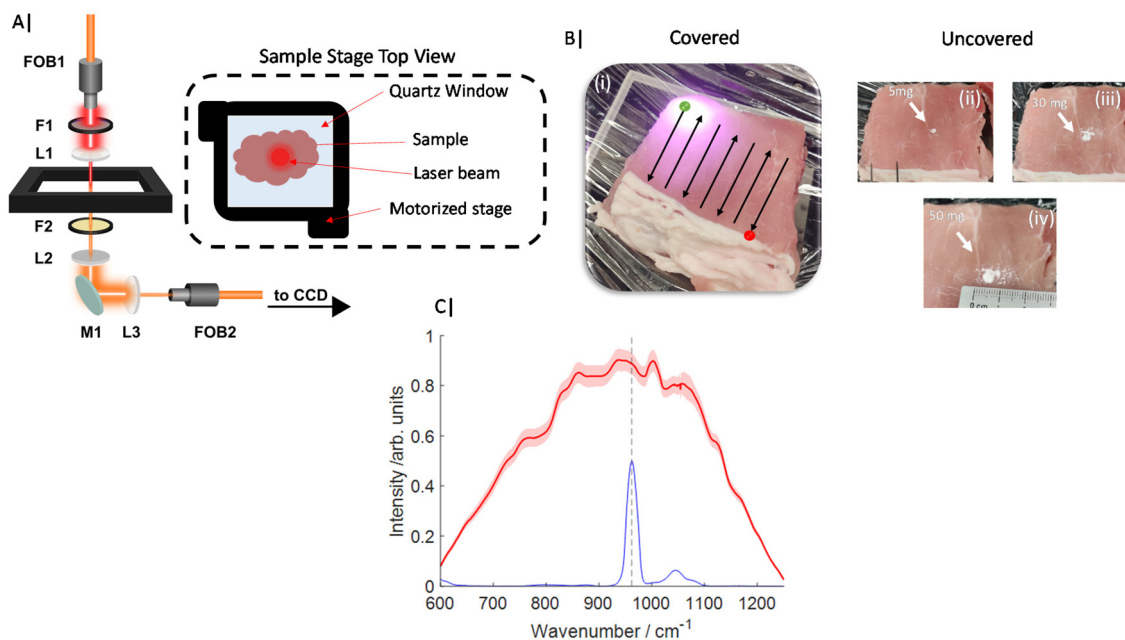 A|
FOB1
F1
L1
F2
L2
M1
L3
FOB2
to CCD
Sample Stage Top View
Quartz Window
Sample
Laser beam
Motorized stage
B|
Covered
Uncovered
(i)
5mg
(ii)
30 mg
(iii)
50 mg
(iv)
0 cm
C|
1
0.8
0.6
0.4
0.2
0
Intensity /arb. units
600
700
800
900
1000
1100
1200
Wavenumber / cm⁻¹